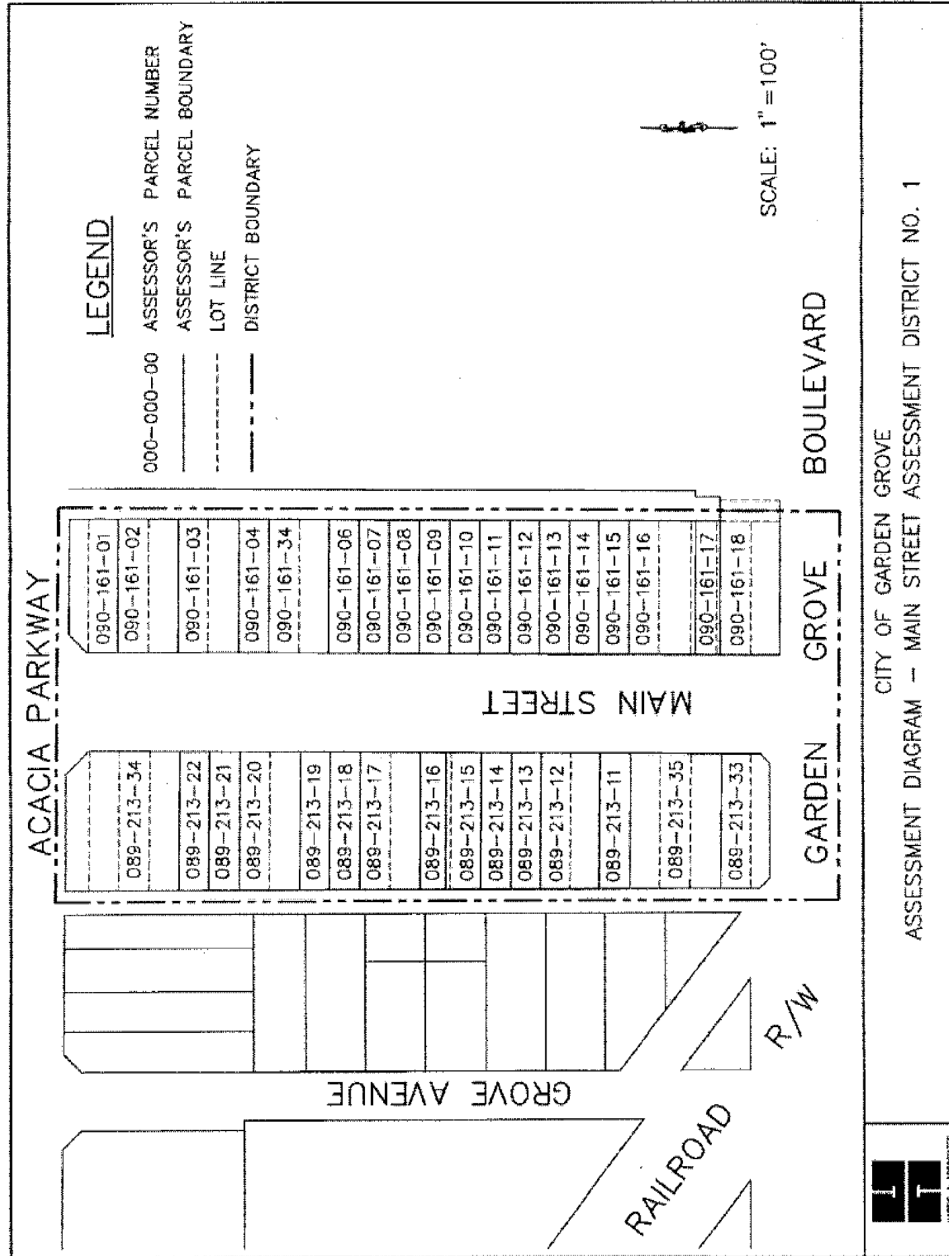 ACACIA PARKWAY
LEGEND
000-000-00 ASSESSOR'S PARCEL NUMBER
ASSESSOR'S PARCEL BOUNDARY
LOT LINE
DISTRICT BOUNDARY
089-213-34
089-213-22
089-213-21
089-213-20
089-213-19
089-213-18
089-213-17
089-213-16
089-213-15
089-213-14
089-213-13
089-213-12
089-213-11
089-213-35
089-213-33
MAIN STREET
090-161-01
090-161-02
090-161-03
090-161-04
090-161-34
090-161-06
090-161-07
090-161-08
090-161-09
090-161-10
090-161-11
090-161-12
090-161-13
090-161-14
090-161-15
090-161-16
090-161-17
090-161-18
GROVE AVENUE
RAILROAD R/W
GARDEN GROVE BOULEVARD
SCALE: 1"=100'
CITY OF GARDEN GROVE
ASSESSMENT DIAGRAM - MAIN STREET ASSESSMENT DISTRICT NO. 1